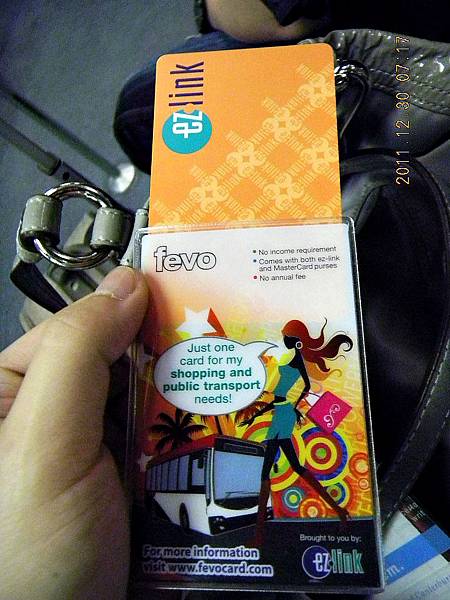 ez-link
2011.12.30 07:17
fevo
• No income requirement
• Comes with both ez-link
and MasterCard purses
• No annual fee
Just one
card for my
shopping and
public transport
needs!
Brought to you by:
ez-link
For more information
visit www.fevocard.com